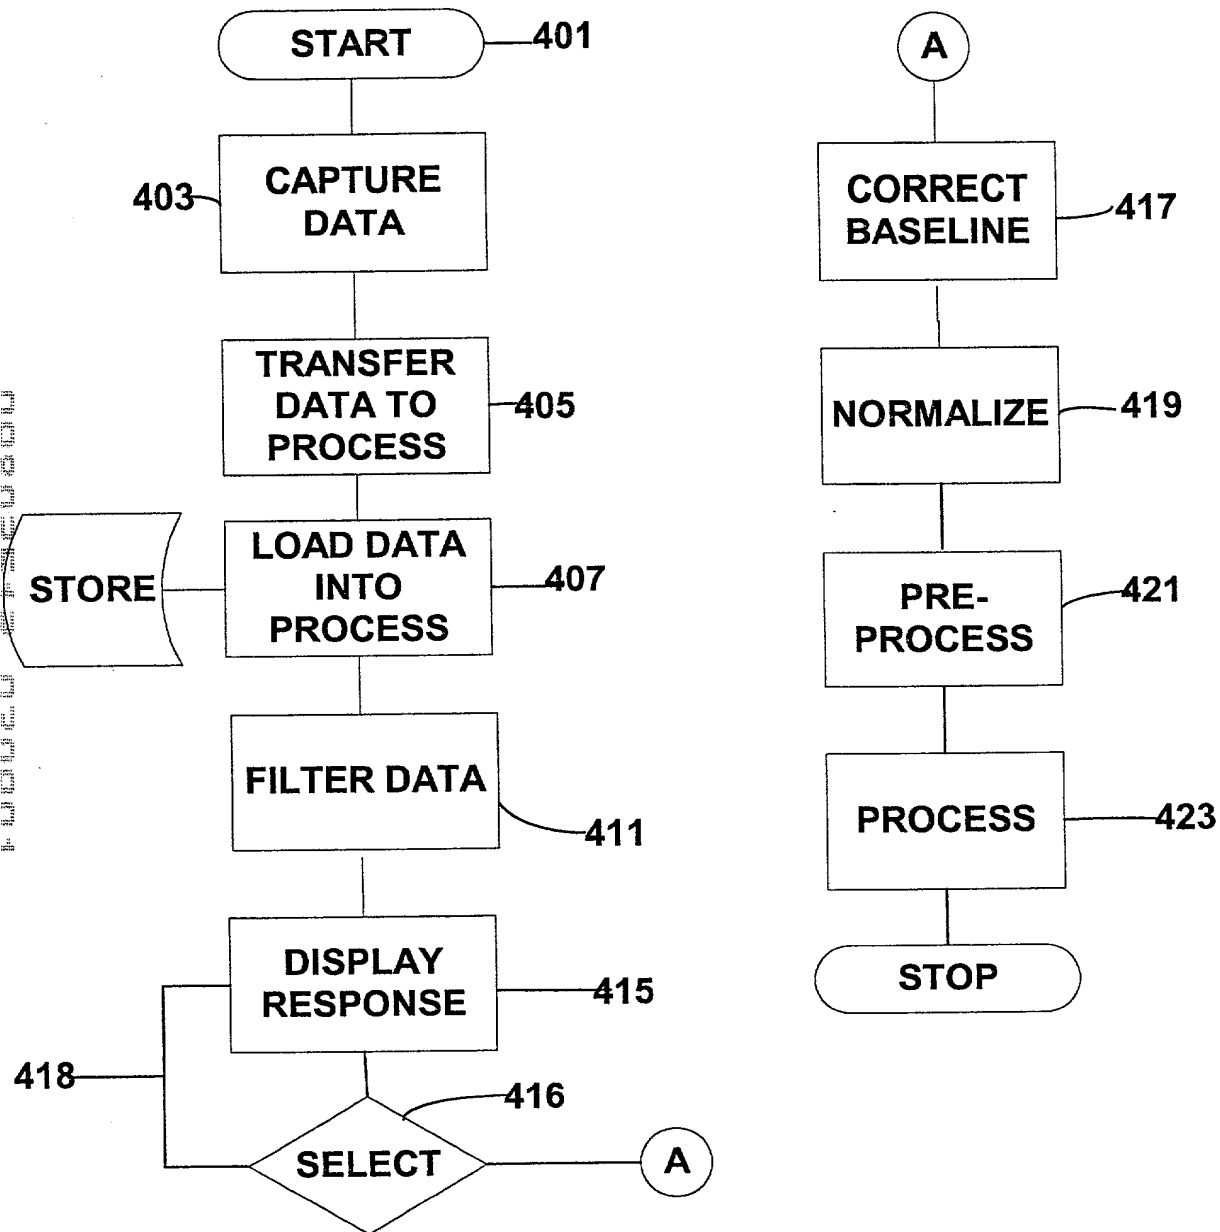 START
401
CAPTURE
DATA
403
TRANSFER
DATA TO
PROCESS
405
STORE
LOAD DATA
INTO
PROCESS
407
FILTER DATA
411
DISPLAY
RESPONSE
415
418
416
SELECT
A
A
CORRECT
BASELINE
417
NORMALIZE
419
PRE-
PROCESS
421
PROCESS
423
STOP